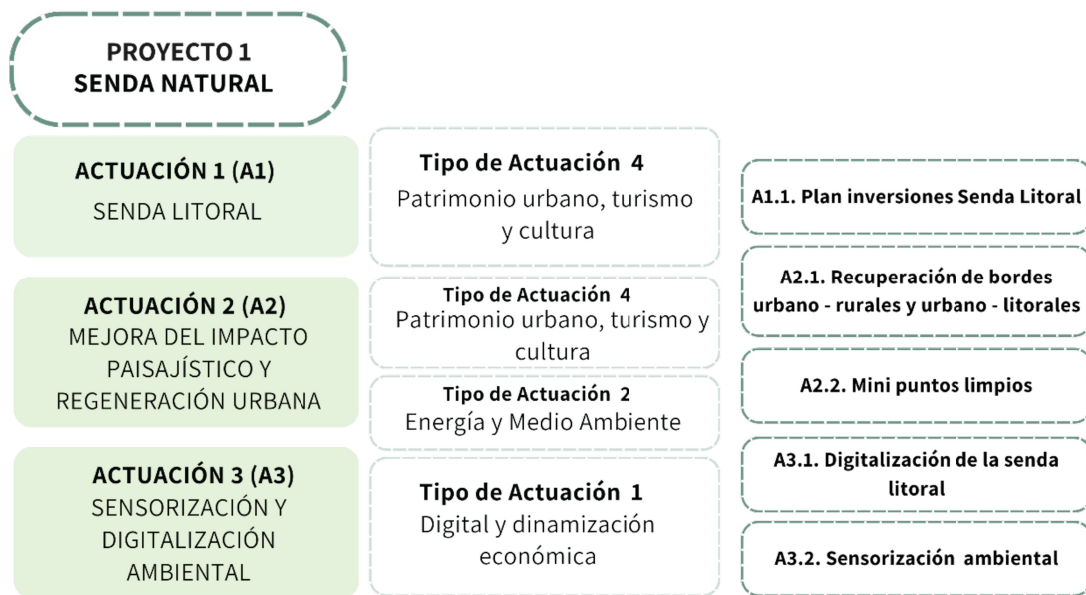 PROYECTO 1
SENDA NATURAL
ACTUACIÓN 1 (A1)
SENDA LITORAL
Tipo de Actuación 4
Patrimonio urbano, turismo
y cultura
A1.1. Plan inversiones Senda Litoral
ACTUACIÓN 2 (A2)
MEJORA DEL IMPACTO
PAISAJÍSTICO Y
REGENERACIÓN URBANA
Tipo de Actuación 4
Patrimonio urbano, turismo y
cultura
Tipo de Actuación 2
Energía y Medio Ambiente
A2.1. Recuperación de bordes
urbano - rurales y urbano - litorales
A2.2. Mini puntos limpios
ACTUACIÓN 3 (A3)
SENSORIZACIÓN Y
DIGITALIZACIÓN
AMBIENTAL
Tipo de Actuación 1
Digital y dinamización
económica
A3.1. Digitalización de la senda
litoral
A3.2. Sensorización ambiental